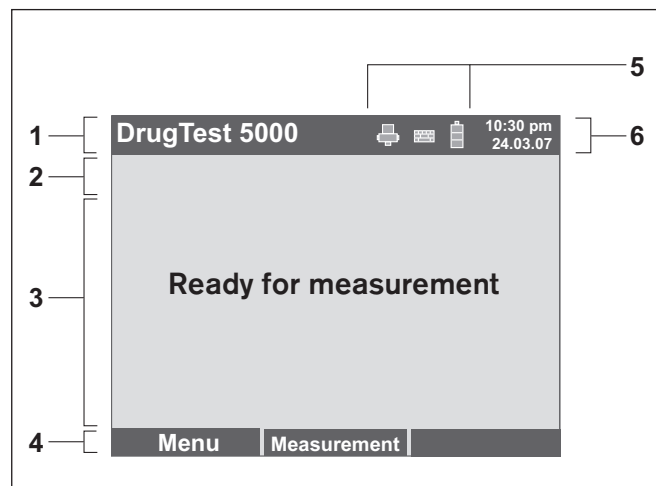 5
1
DrugTest 5000
10:30 pm
24.03.07
6
2
3
Ready for measurement
4
Menu
Measurement